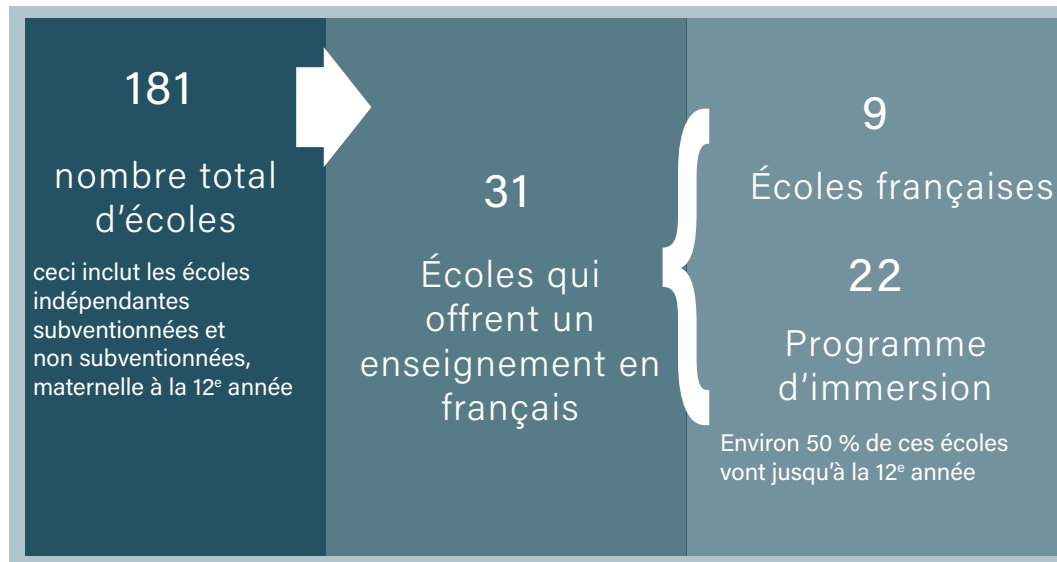 181
nombre total
d'écoles
ceci inclut les écoles
indépendantes
subventionnées et
non subventionnées,
maternelle à la 12e année
31
Écoles qui
offrent un
enseignement en
français
9
Écoles françaises
22
Programme
d'immersion
Environ 50 % de ces écoles
vont jusqu'à la 12e année